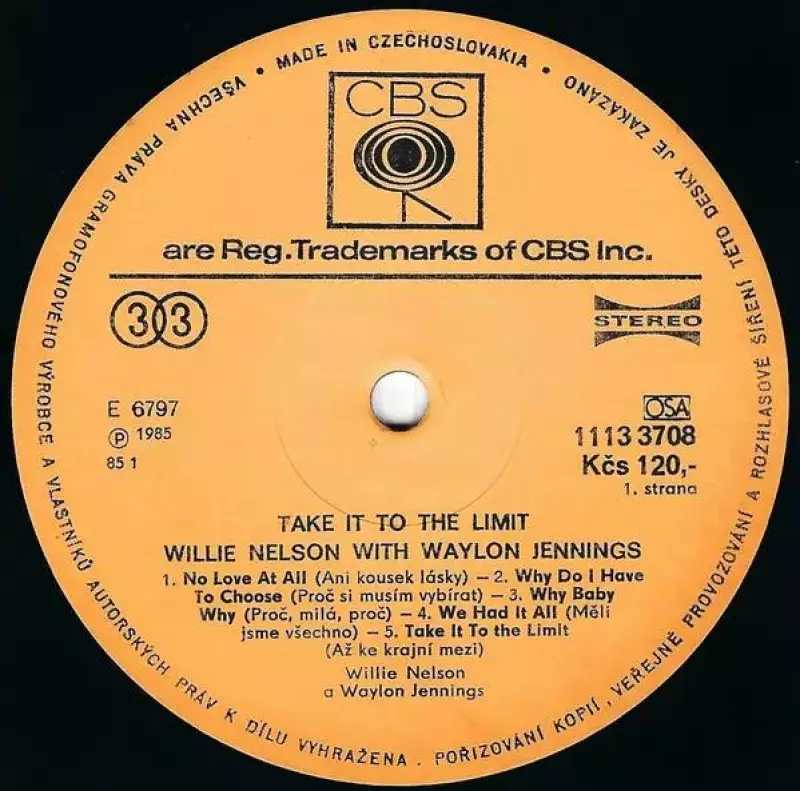 • MADE IN CZECHOSLOVAKIA •
VŠECHNA PRÁVA GRAMOFONOVÉHO VÝROBCE A VLASTNÍKŮ AUTORSKÝCH PRÁV K DÍLU VYHRAŽENA. POŘIZOVÁNÍ KOPIÍ, VEŘEJNÉ PROVOZOVÁNÍ A ROZHLASOVÉ ŠÍŘENÍ TÉTO DESKY JE ZAKÁZÁNO
CBS
are Reg.Trademarks of CBS Inc.
33
STEREO
E 6797
Ⓟ 1985
85 1
OSA
1113 3708
Kčs 120,-
1. strana
TAKE IT TO THE LIMIT
WILLIE NELSON WITH WAYLON JENNINGS
1. No Love At All (Ani kousek lásky) – 2. Why Do I Have
To Choose (Proč si musím vybírat) – 3. Why Baby
Why (Proč, milá, proč) – 4. We Had It All (Měli
jsme všechno) – 5. Take It To the Limit
(Až ke krajní mezi)
Willie Nelson
a Waylon Jennings